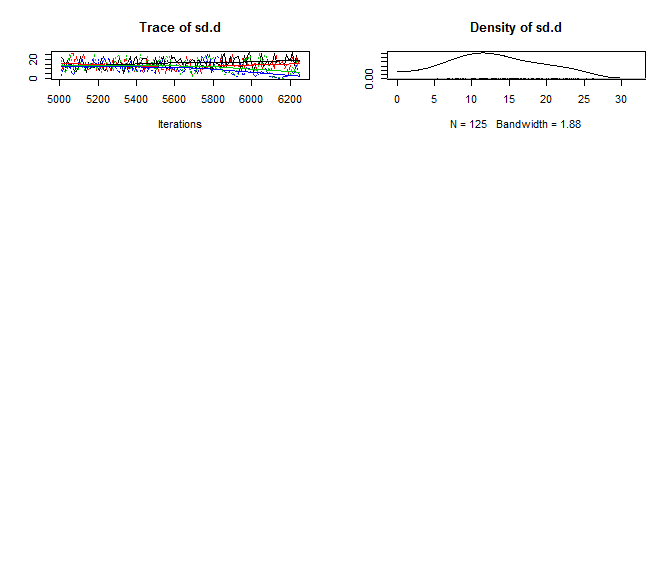 Trace of sd.d
20
0
5000 5200 5400 5600 5800 6000 6200
Iterations
Density of sd.d
0.00
0 5 10 15 20 25 30
N = 125 Bandwidth = 1.88